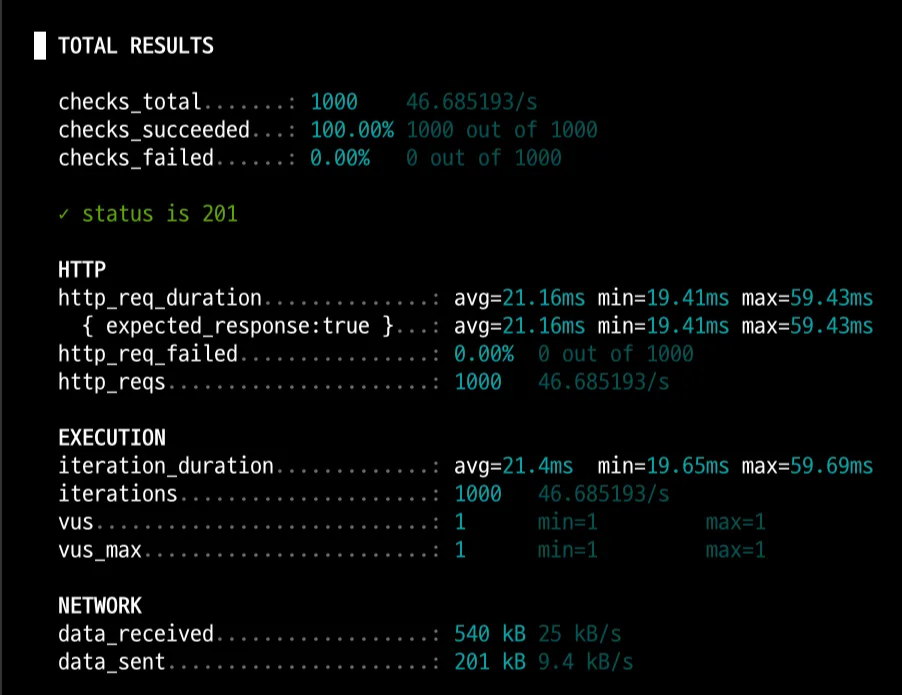 TOTAL RESULTS
checks_total.......: 1000 46.685193/s
checks_succeeded...: 100.00% 1000 out of 1000
checks_failed......: 0.00% 0 out of 1000
✓ status is 201
HTTP
http_req_duration..............: avg=21.16ms min=19.41ms max=59.43ms
{ expected_response:true }...: avg=21.16ms min=19.41ms max=59.43ms
http_req_failed................: 0.00% 0 out of 1000
http_reqs......................: 1000 46.685193/s
EXECUTION
iteration_duration.............: avg=21.4ms min=19.65ms max=59.69ms
iterations.....................: 1000 46.685193/s
vus............................: 1 min=1 max=1
vus_max........................: 1 min=1 max=1
NETWORK
data_received..................: 540 kB 25 kB/s
data_sent......................: 201 kB 9.4 kB/s